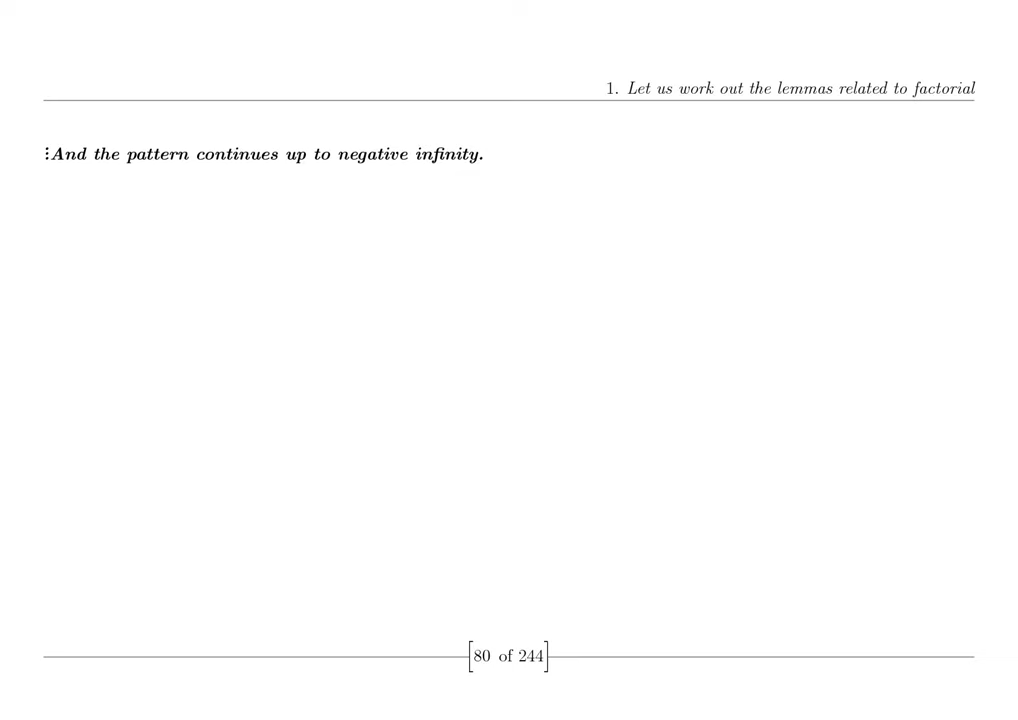 1. Let us work out the lemmas related to factorial
⋮And the pattern continues up to negative infinity.
[80 of 244]